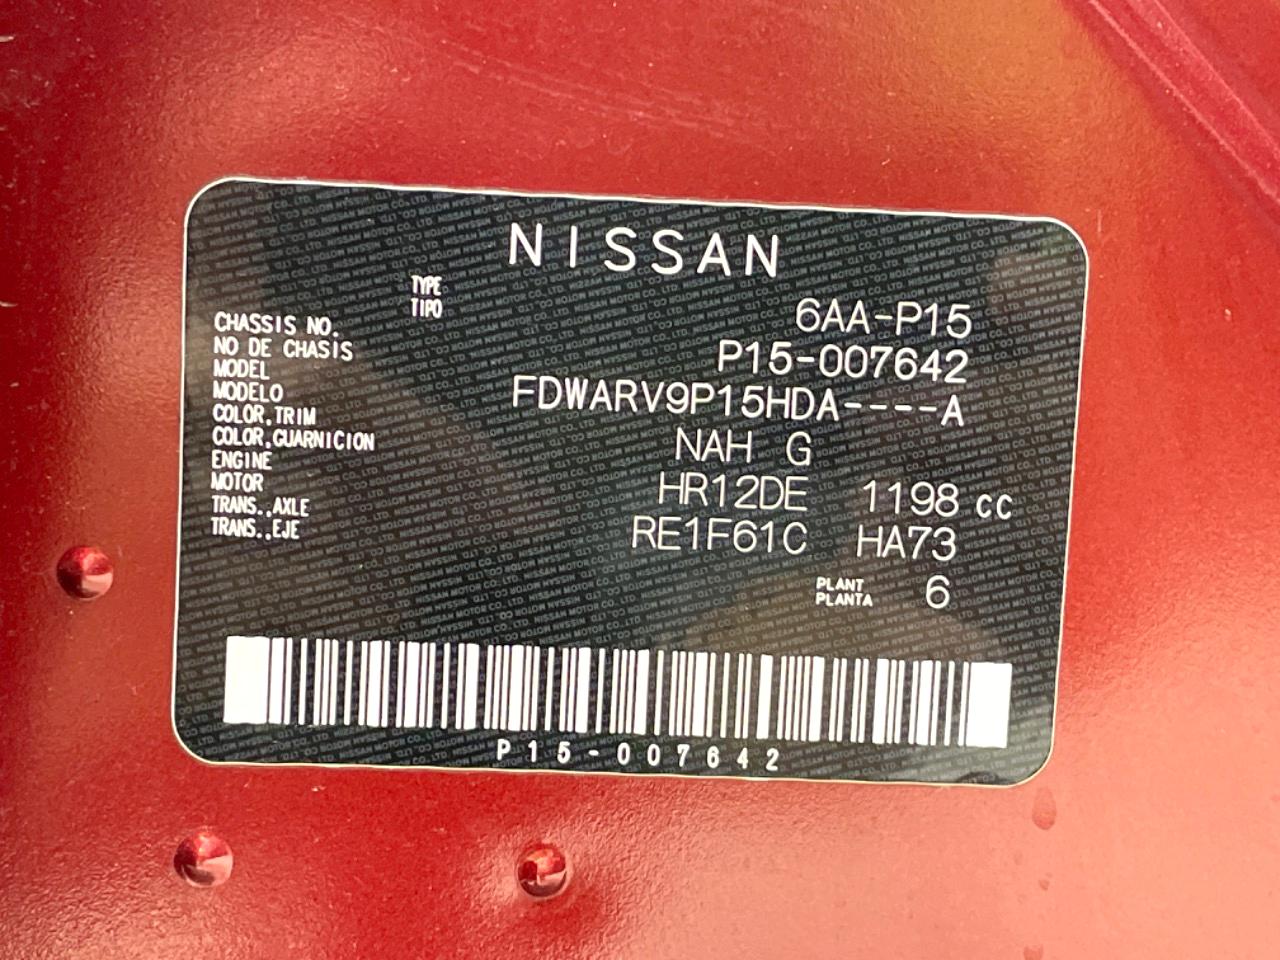 NISSAN
TYPE
TIPO
6AA-P15
CHASSIS NO.
NO DE CHASIS
P15-007642
MODEL
MODELO
FDWARV9P15HDA----A
COLOR,TRIM
COLOR,GUARNICION
NAH G
ENGINE
MOTOR
HR12DE 1198 cc
TRANS.,AXLE
TRANS.,EJE
RE1F61C HA73
PLANT
PLANTA
6
P15-007642